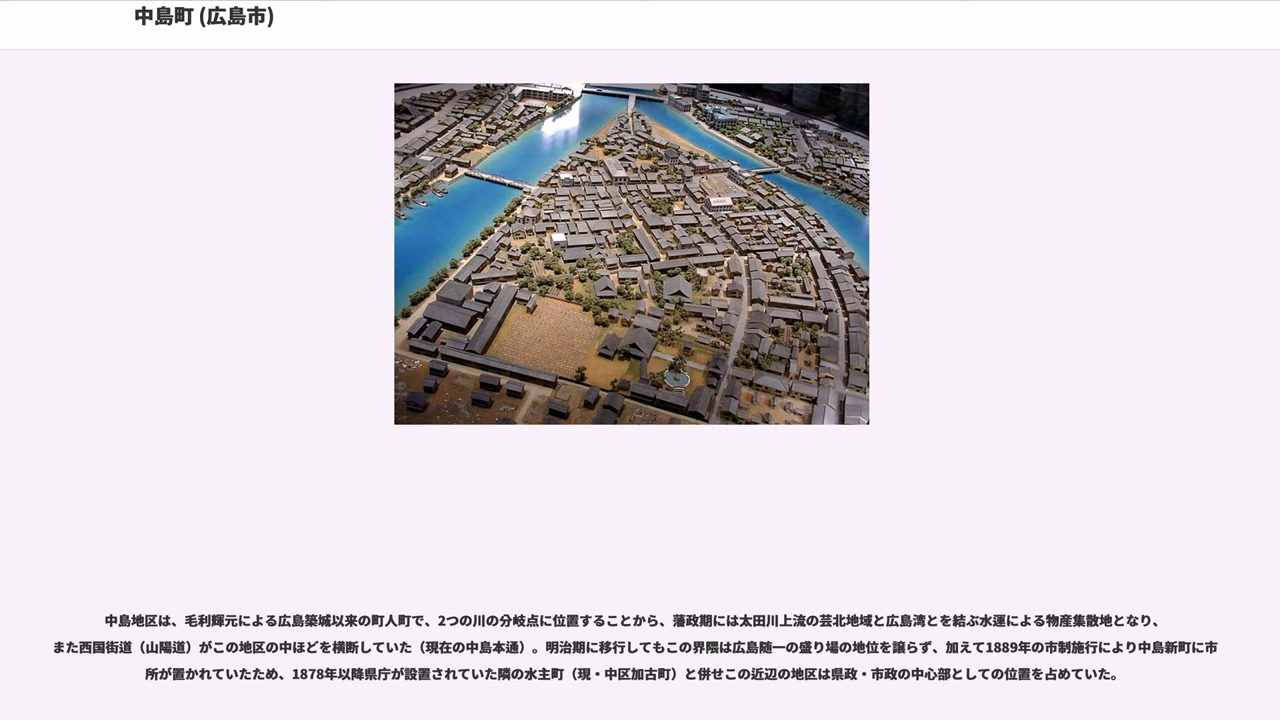 中島町 (広島市)
中島地区は、毛利輝元による広島築城以来の町人町で、2つの川の分岐点に位置することから、藩政期には太田川上流の芸北地域と広島湾とを結ぶ水運による物産集散地となり、
また西国街道（山陽道）がこの地区の中ほどを横断していた（現在の中島本通）。明治期に移行してもこの界隈は広島随一の盛り場の地位を譲らず、加えて1889年の市制施行により中島新町に市
所が置かれていたため、1878年以降県庁が設置されていた隣の水主町（現・中区加古町）と併せこの近辺の地区は県政・市政の中心部としての位置を占めていた。